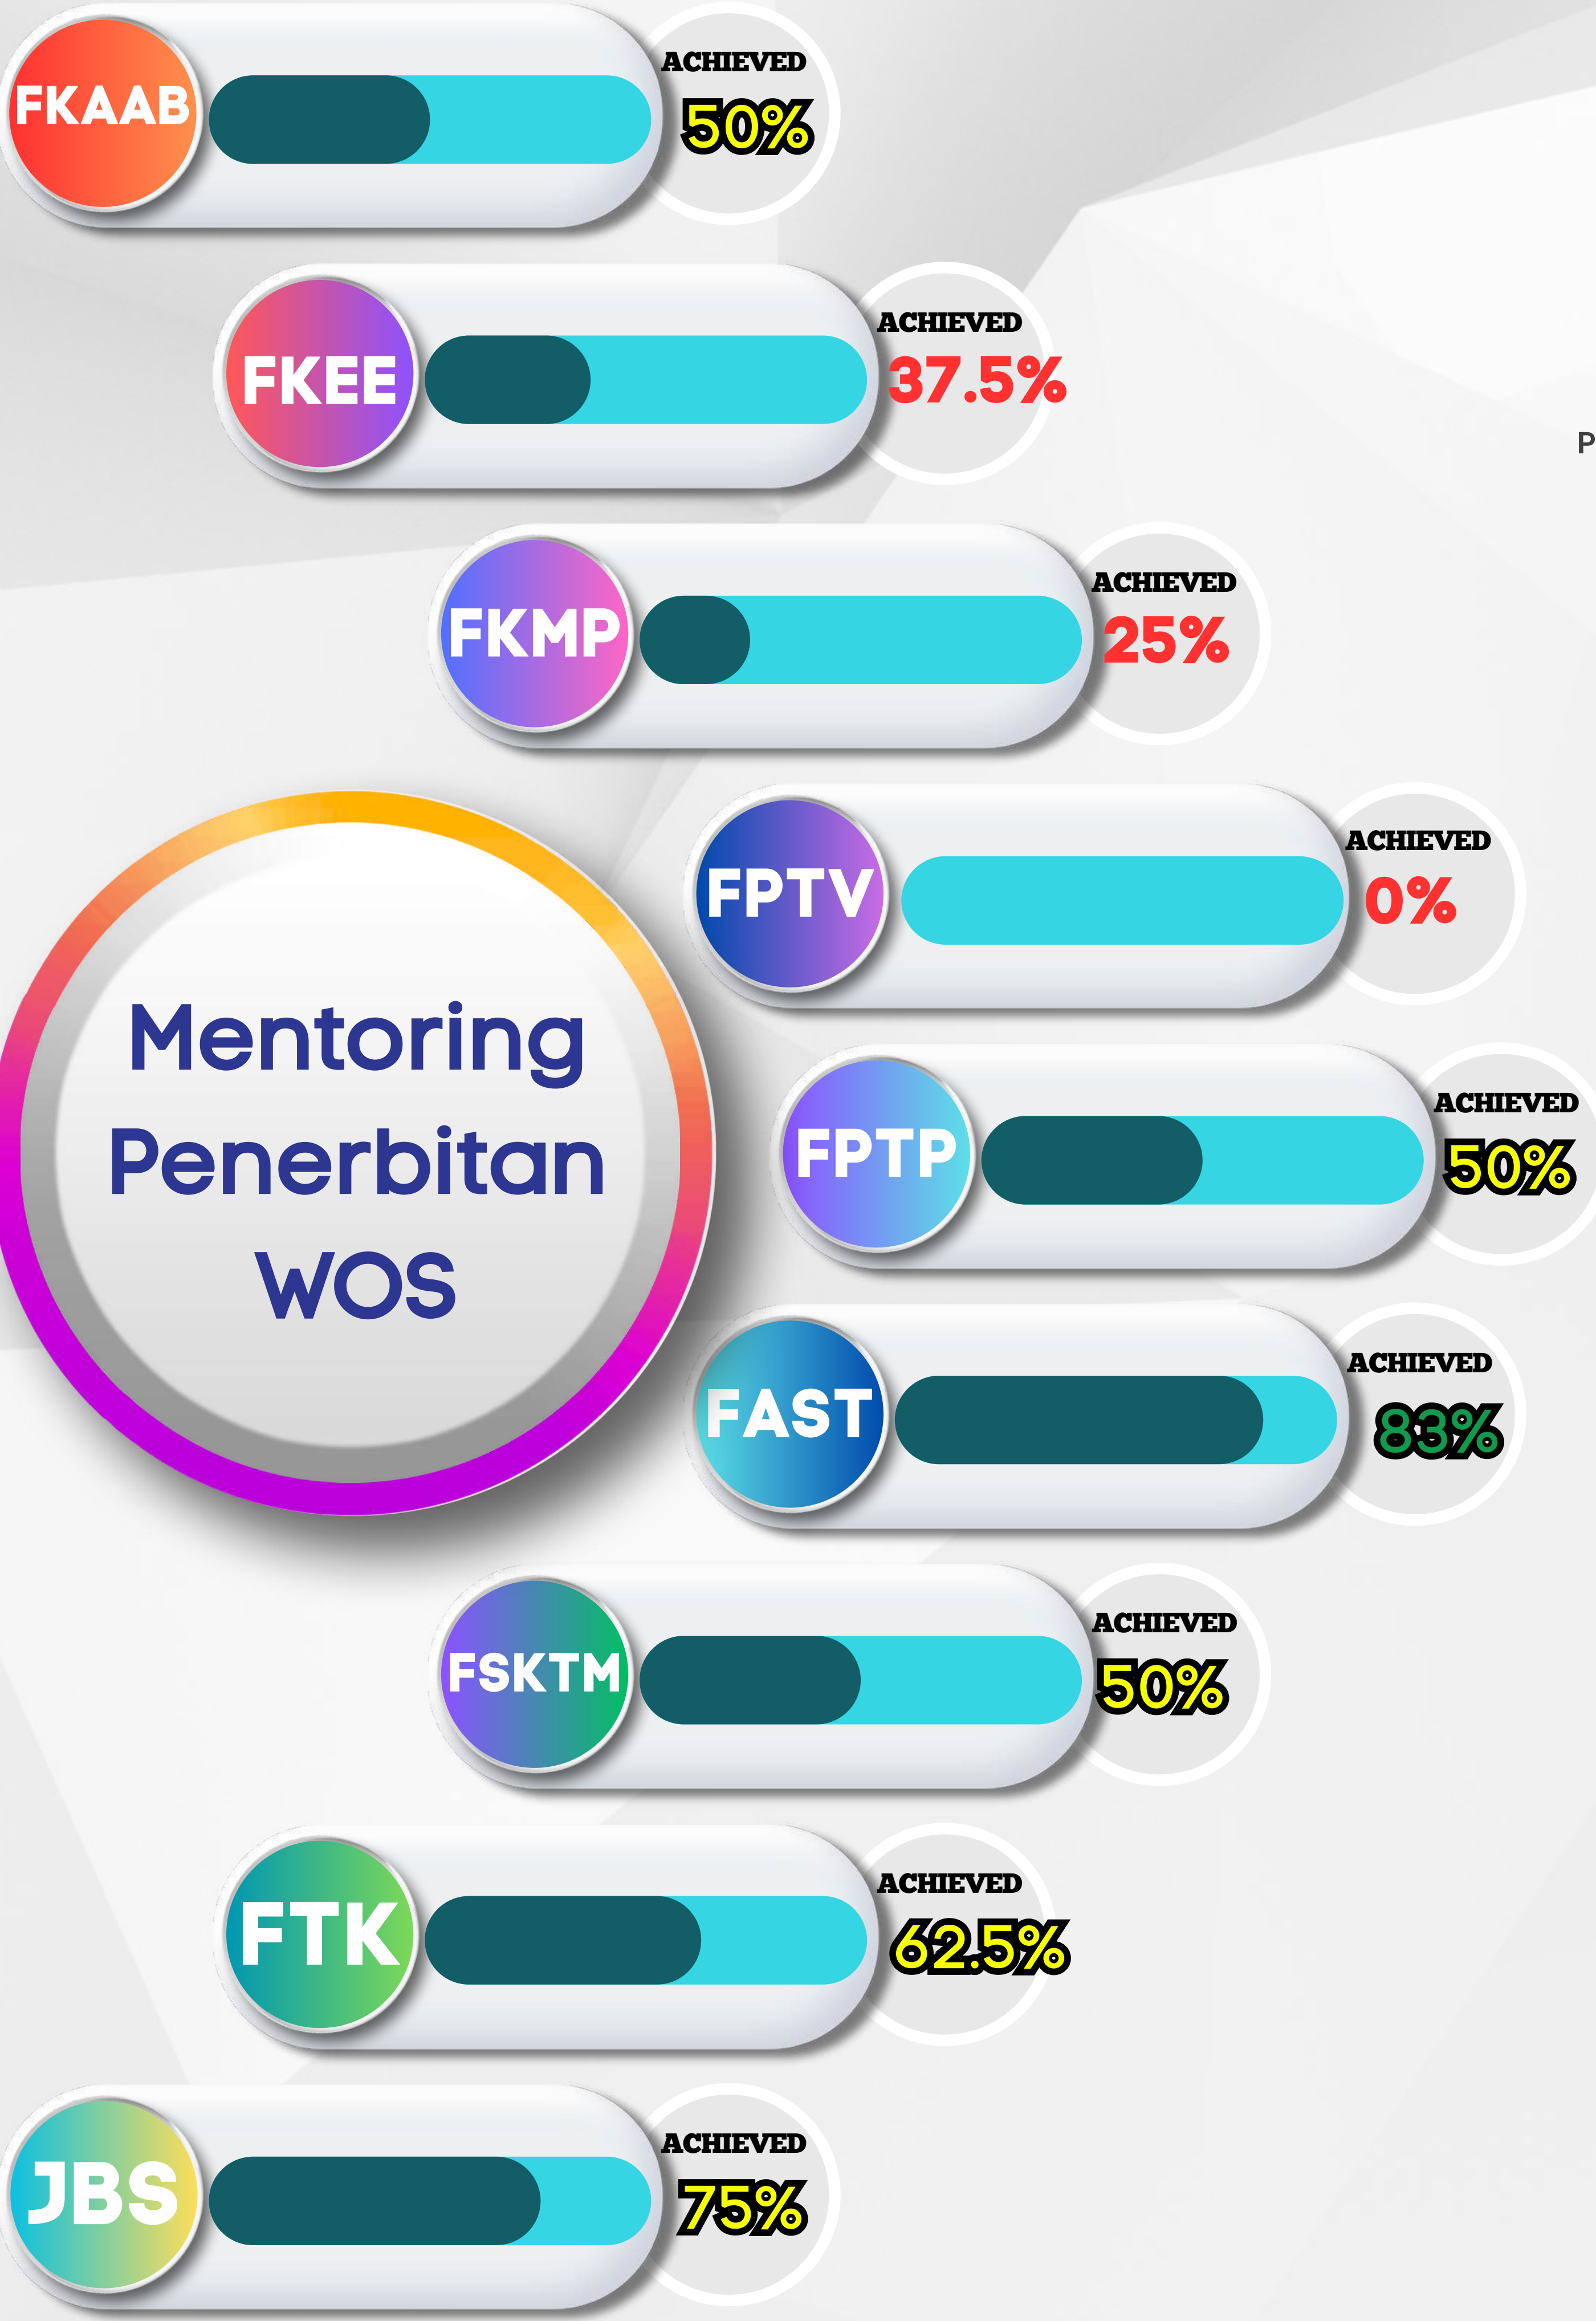 FKAAB
ACHIEVED
50%
FKEE
ACHIEVED
37.5%
P
FKMP
ACHIEVED
25%
FPTV
ACHIEVED
0%
Mentoring
Penerbitan
WOS
FPTP
ACHIEVED
50%
FAST
ACHIEVED
83%
FSKTM
ACHIEVED
50%
FTK
ACHIEVED
62.5%
JBS
ACHIEVED
75%